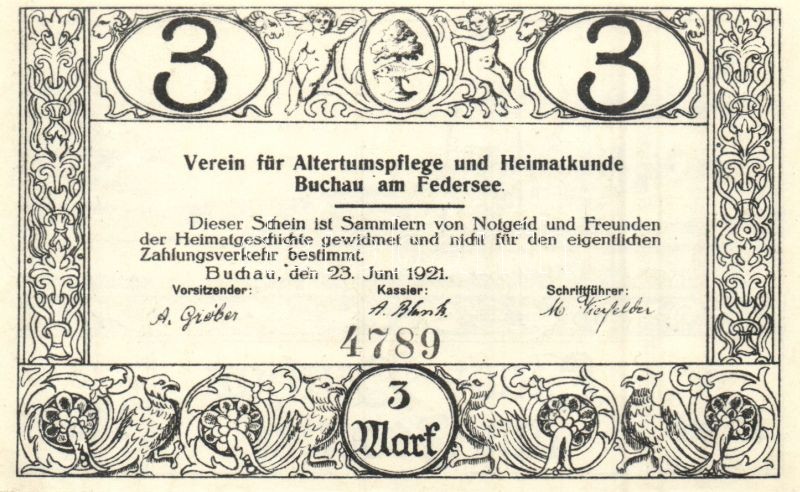 3 3
Verein für Altertumspflege und Heimatkunde
Buchau am Federsee.
Dieser Schein ist Sammlern von Notgeld und Freunden
der Heimatgeschichte gewidmet und nicht für den eigentlichen
Zahlungsverkehr bestimmt.
Buchau, den 23. Juni 1921.
Vorsitzender: Kassier: Schriftführer:
A. Gröber A. M.
4789
3
Mark